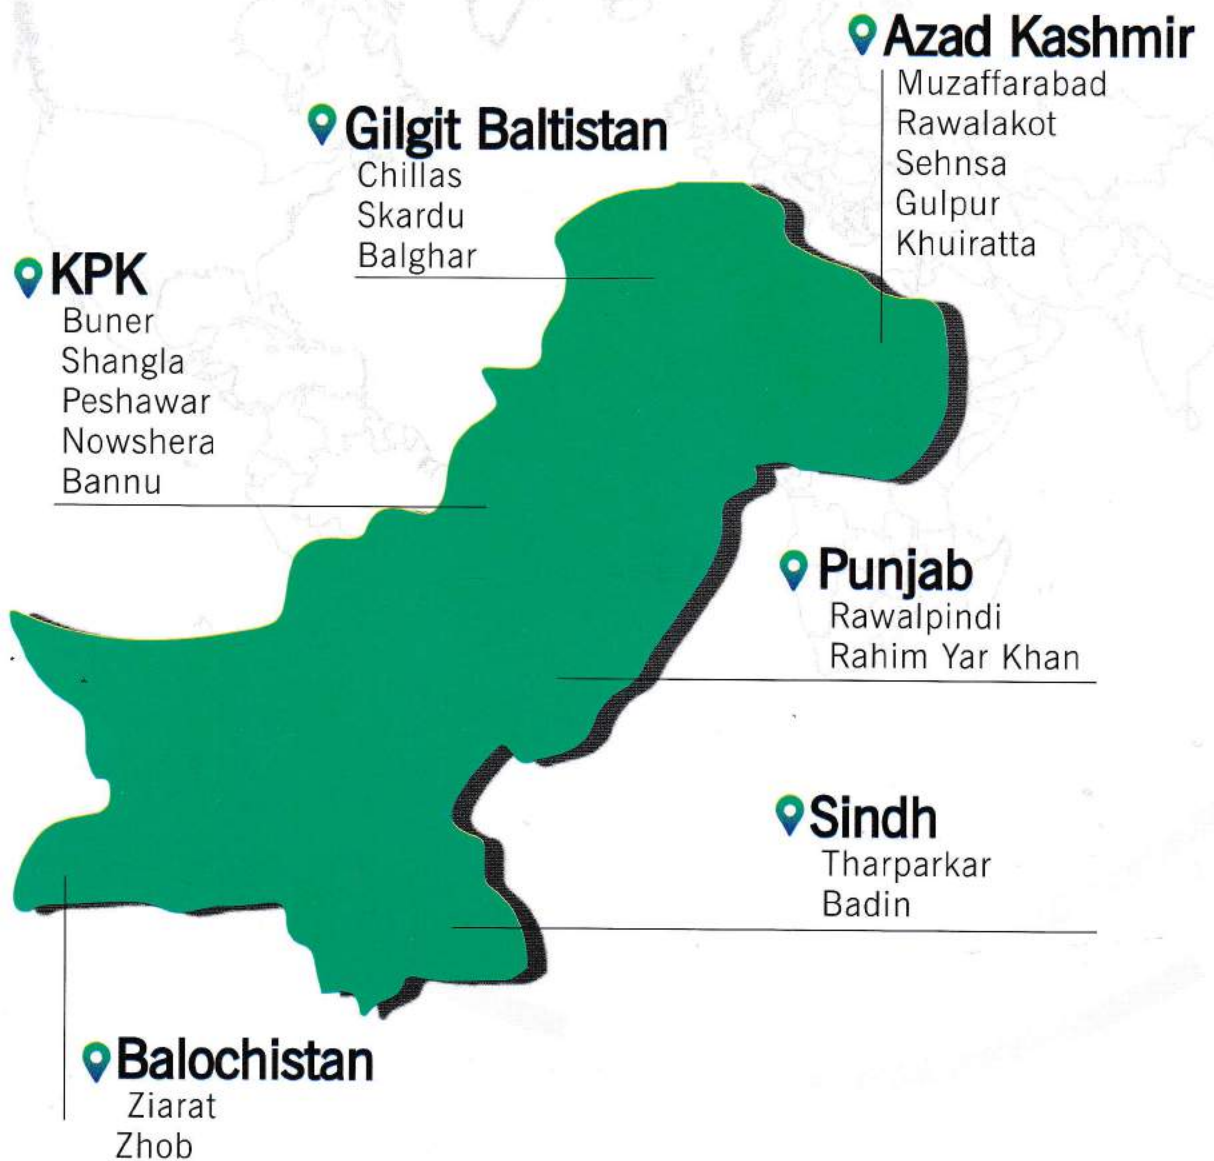 Azad Kashmir
Muzaffarabad
Rawalakot
Sehnsa
Gulpur
Khuiratta
Gilgit Baltistan
Chillas
Skardu
Balghar
KPK
Buner
Shangla
Peshawar
Nowshera
Bannu
Punjab
Rawalpindi
Rahim Yar Khan
Sindh
Tharparkar
Badin
Balochistan
Ziarat
Zhob